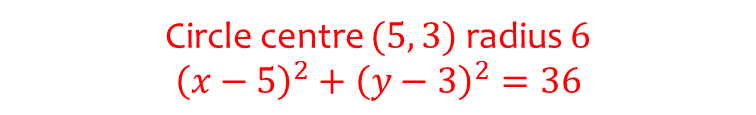 Circle centre (5, 3) radius 6
(x − 5)² + (y − 3)² = 36